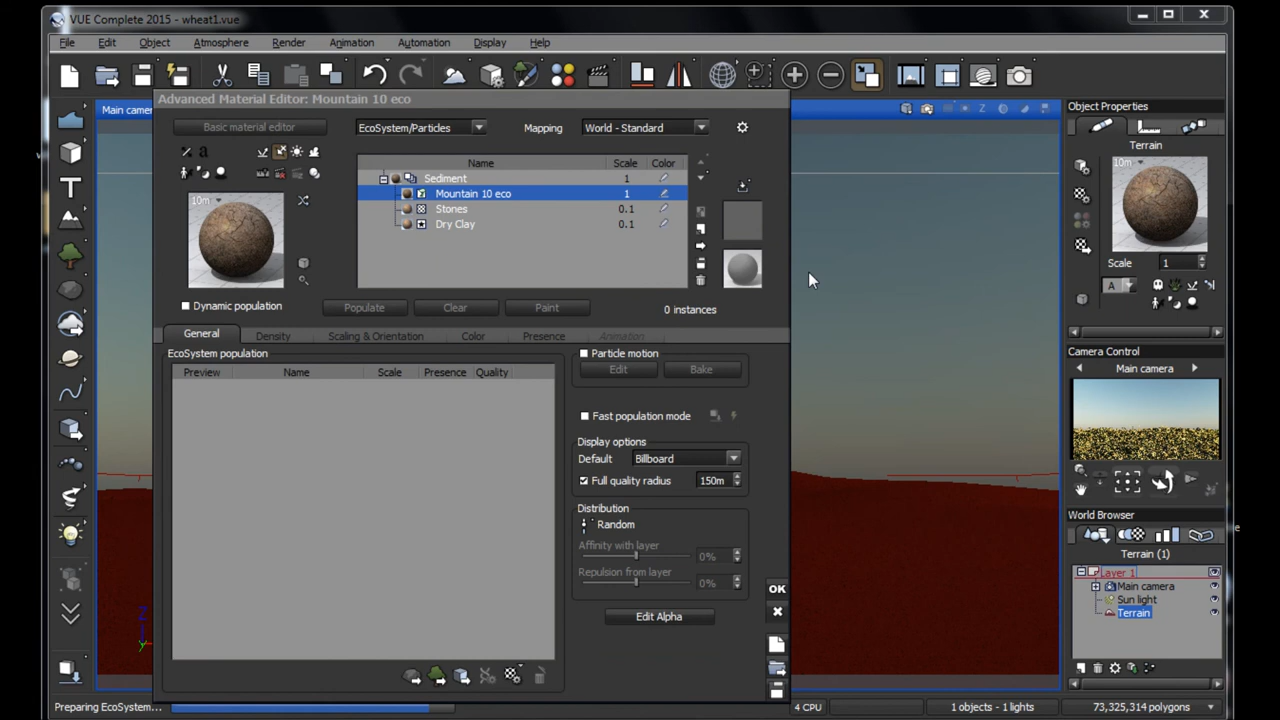 VUE Complete 2015 - wheat1.vue
File Edit Object Atmosphere Render Animation Automation Display Help
Main camera
Advanced Material Editor: Mountain 10 eco
Basic material editor
EcoSystem/Particles
Mapping
World - Standard
Name Scale Color
Sediment 1
Mountain 10 eco 1
Stones 0.1
Dry Clay 0.1
10m
Dynamic population
Populate
Clear
Paint
0 instances
General
Density
Scaling & Orientation
Color
Presence
Animation
EcoSystem population
Preview Name Scale Presence Quality
Particle motion
Edit
Bake
Fast population mode
Display options
Default
Billboard
Full quality radius
150m
Distribution
Random
Affinity with layer
0%
Repulsion from layer
0%
Edit Alpha
OK
Object Properties
Terrain
10m
Scale
1
A
Camera Control
Main camera
World Browser
Terrain (1)
Layer 1
Main camera
Sun light
Terrain
Z
Y
Preparing EcoSystem...
4 CPU
1 objects - 1 lights
73,325,314 polygons